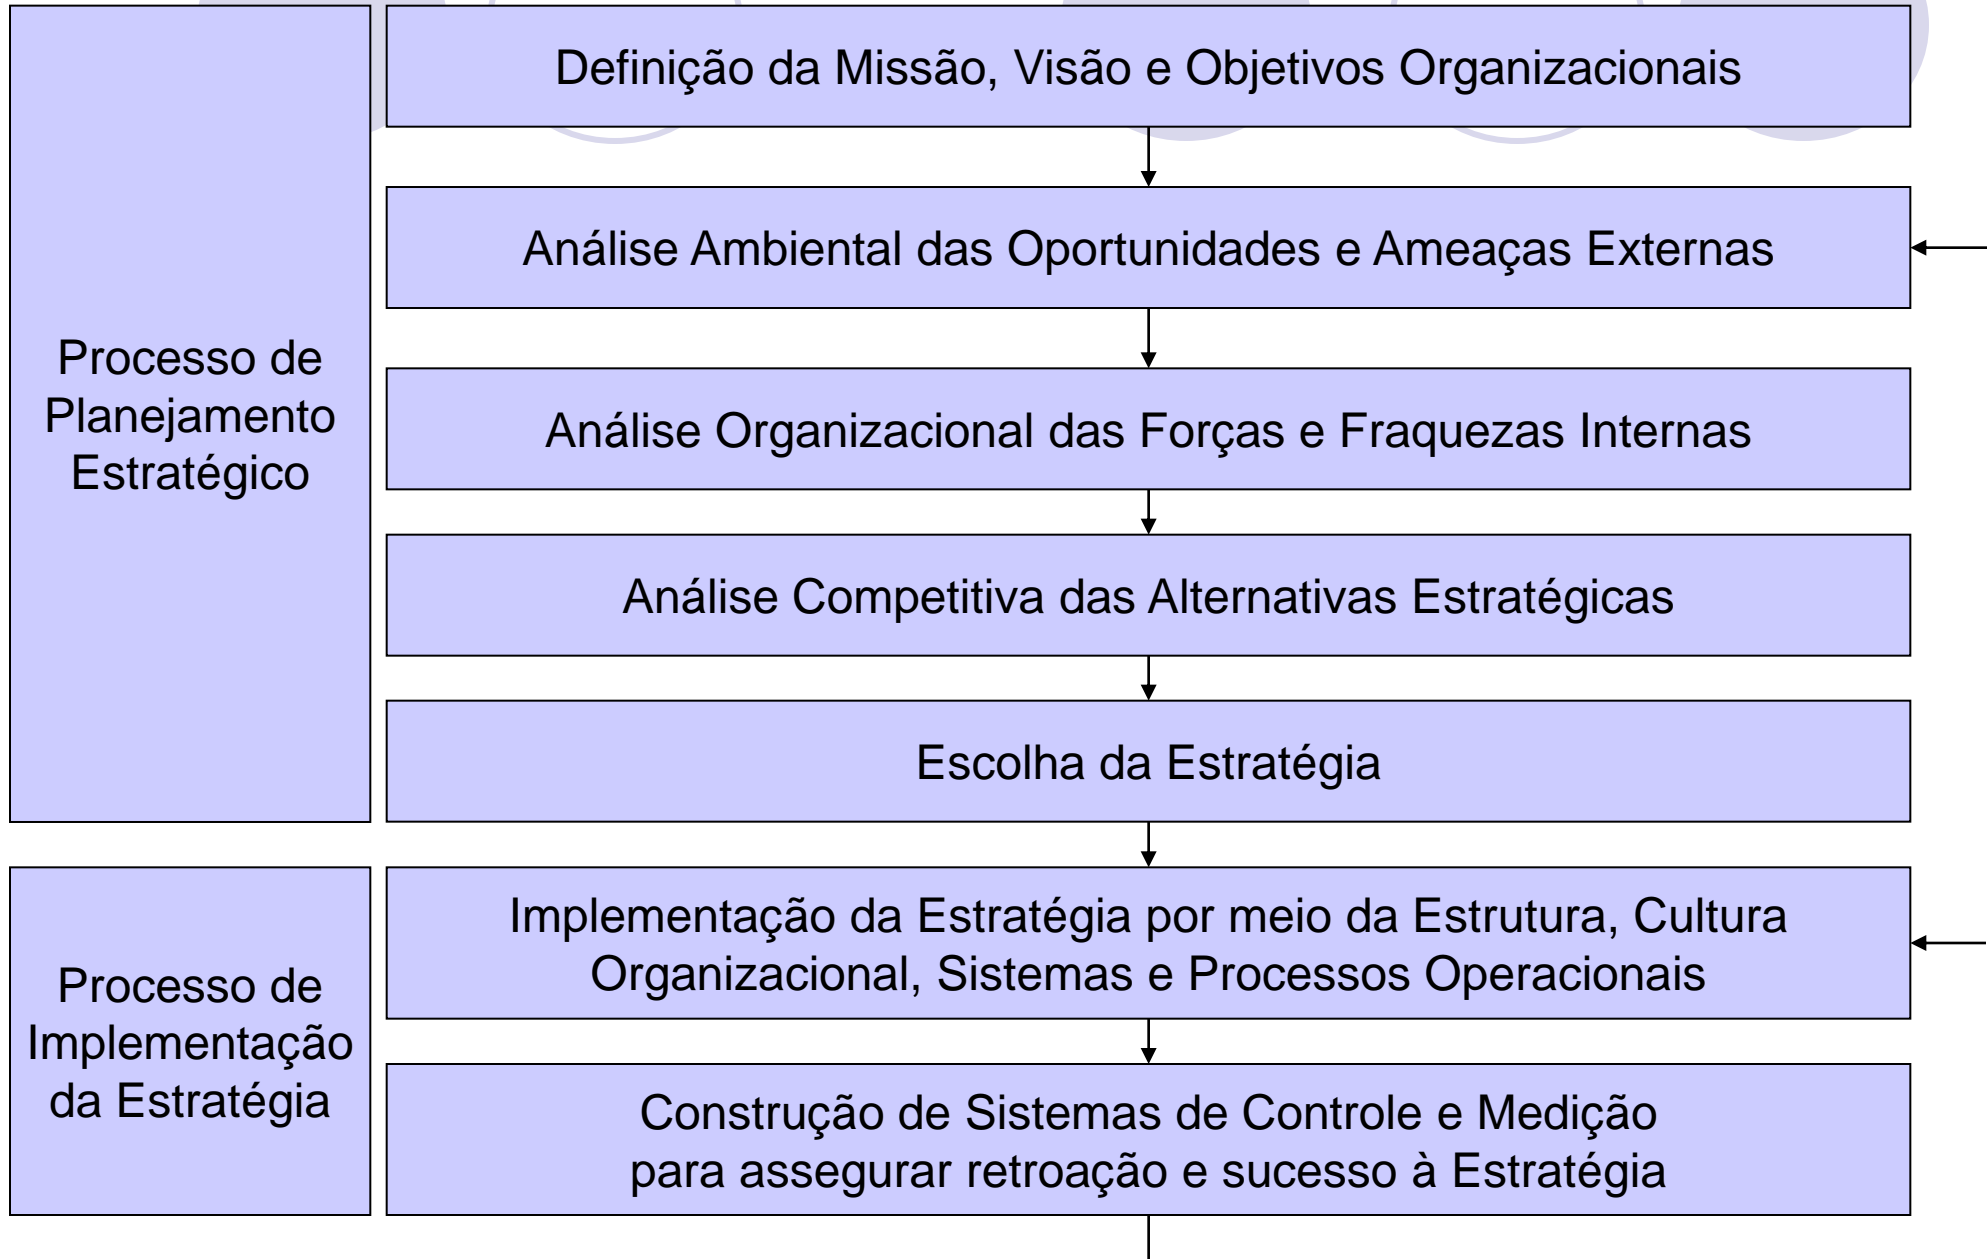 Processo de
Planejamento
Estratégico
Definição da Missão, Visão e Objetivos Organizacionais
Análise Ambiental das Oportunidades e Ameaças Externas
Análise Organizacional das Forças e Fraquezas Internas
Análise Competitiva das Alternativas Estratégicas
Escolha da Estratégia
Processo de
Implementação
da Estratégia
Implementação da Estratégia por meio da Estrutura, Cultura
Organizacional, Sistemas e Processos Operacionais
Construção de Sistemas de Controle e Medição
para assegurar retroação e sucesso à Estratégia